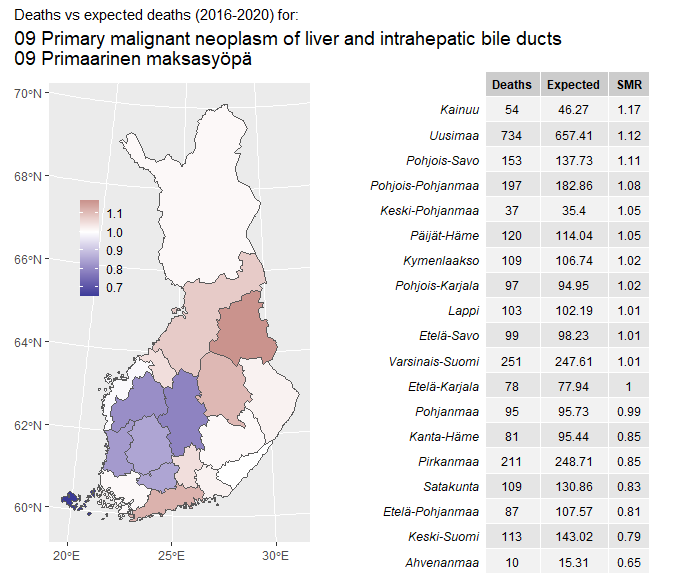 Deaths vs expected deaths (2016-2020) for:
09 Primary malignant neoplasm of liver and intrahepatic bile ducts
09 Primaarinen maksasyöpä
70°N
68°N
66°N
64°N
62°N
60°N
20°E 25°E 30°E
1.1
1.0
0.9
0.8
0.7
Deaths Expected SMR
Kainuu 54 46.27 1.17
Uusimaa 734 657.41 1.12
Pohjois-Savo 153 137.73 1.11
Pohjois-Pohjanmaa 197 182.86 1.08
Keski-Pohjanmaa 37 35.4 1.05
Päijät-Häme 120 114.04 1.05
Kymenlaakso 109 106.74 1.02
Pohjois-Karjala 97 94.95 1.02
Lappi 103 102.19 1.01
Etelä-Savo 99 98.23 1.01
Varsinais-Suomi 251 247.61 1.01
Etelä-Karjala 78 77.94 1
Pohjanmaa 95 95.73 0.99
Kanta-Häme 81 95.44 0.85
Pirkanmaa 211 248.71 0.85
Satakunta 109 130.86 0.83
Etelä-Pohjanmaa 87 107.57 0.81
Keski-Suomi 113 143.02 0.79
Ahvenanmaa 10 15.31 0.65